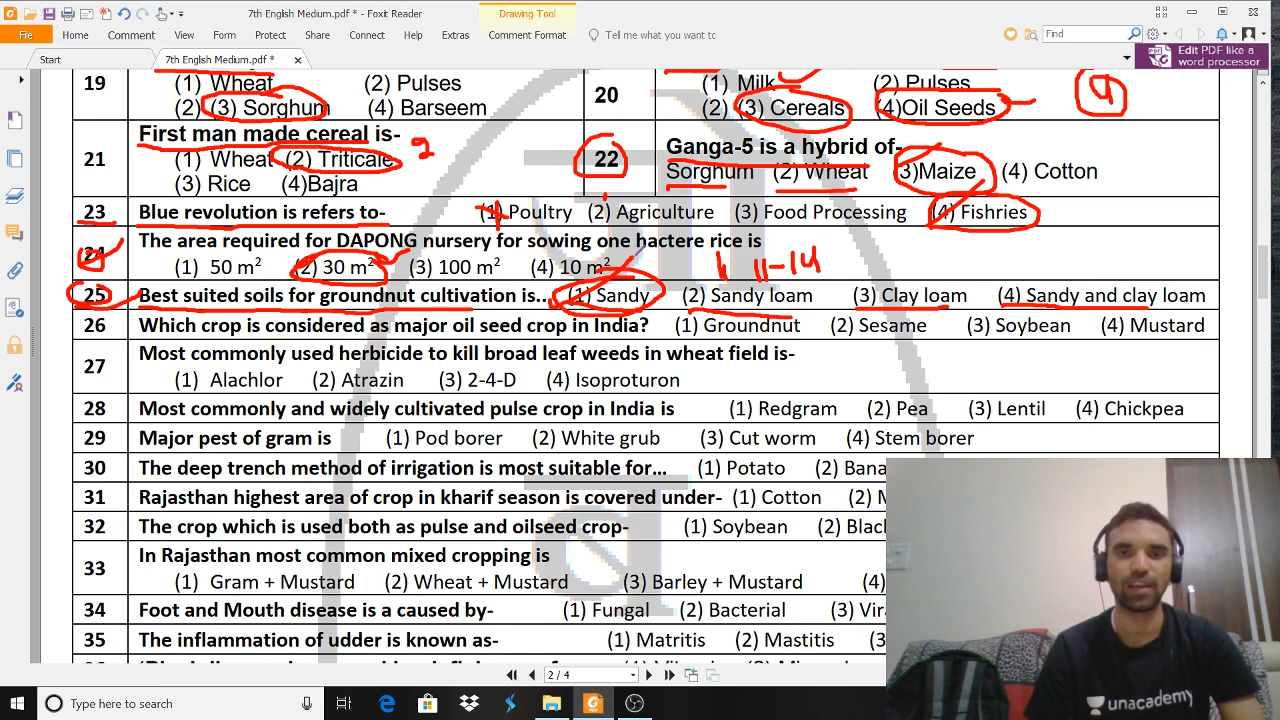 7th English Medium.pdf * - Foxit Reader
Drawing Tool
File Home Comment View Form Protect Share Connect Help Extras Comment Format Tell me what you want to Find
Start 7th English Medium.pdf *
Edit PDF like a word processor
19 (1) Wheat (2) Pulses
(2) (3) Sorghum (4) Barseem
20 (1) Milk (2) Pulses
(2) (3) Cereals (4)Oil Seeds
4
21 First man made cereal is-
(1) Wheat (2) Triticale
(3) Rice (4)Bajra
2
22 Ganga-5 is a hybrid of-
Sorghum (2) Wheat 3)Maize (4) Cotton
23 Blue revolution is refers to- (1) Poultry (2) Agriculture (3) Food Processing (4) Fishries
24 The area required for DAPONG nursery for sowing one hactere rice is
(1) 50 m² (2) 30 m² (3) 100 m² (4) 10 m²
11-14
25 Best suited soils for groundnut cultivation is... (1) Sandy (2) Sandy loam (3) Clay loam (4) Sandy and clay loam
26 Which crop is considered as major oil seed crop in India? (1) Groundnut (2) Sesame (3) Soybean (4) Mustard
27 Most commonly used herbicide to kill broad leaf weeds in wheat field is-
(1) Alachlor (2) Atrazin (3) 2-4-D (4) Isoproturon
28 Most commonly and widely cultivated pulse crop in India is (1) Redgram (2) Pea (3) Lentil (4) Chickpea
29 Major pest of gram is (1) Pod borer (2) White grub (3) Cut worm (4) Stem borer
30 The deep trench method of irrigation is most suitable for... (1) Potato (2) Bana
31 Rajasthan highest area of crop in kharif season is covered under- (1) Cotton (2) M
32 The crop which is used both as pulse and oilseed crop- (1) Soybean (2) Blac
33 In Rajasthan most common mixed cropping is
(1) Gram + Mustard (2) Wheat + Mustard (3) Barley + Mustard (4)
34 Foot and Mouth disease is a caused by- (1) Fungal (2) Bacterial (3) Vira
35 The inflammation of udder is known as- (1) Matritis (2) Mastitis (3
unacademy
2 / 4
Type here to search